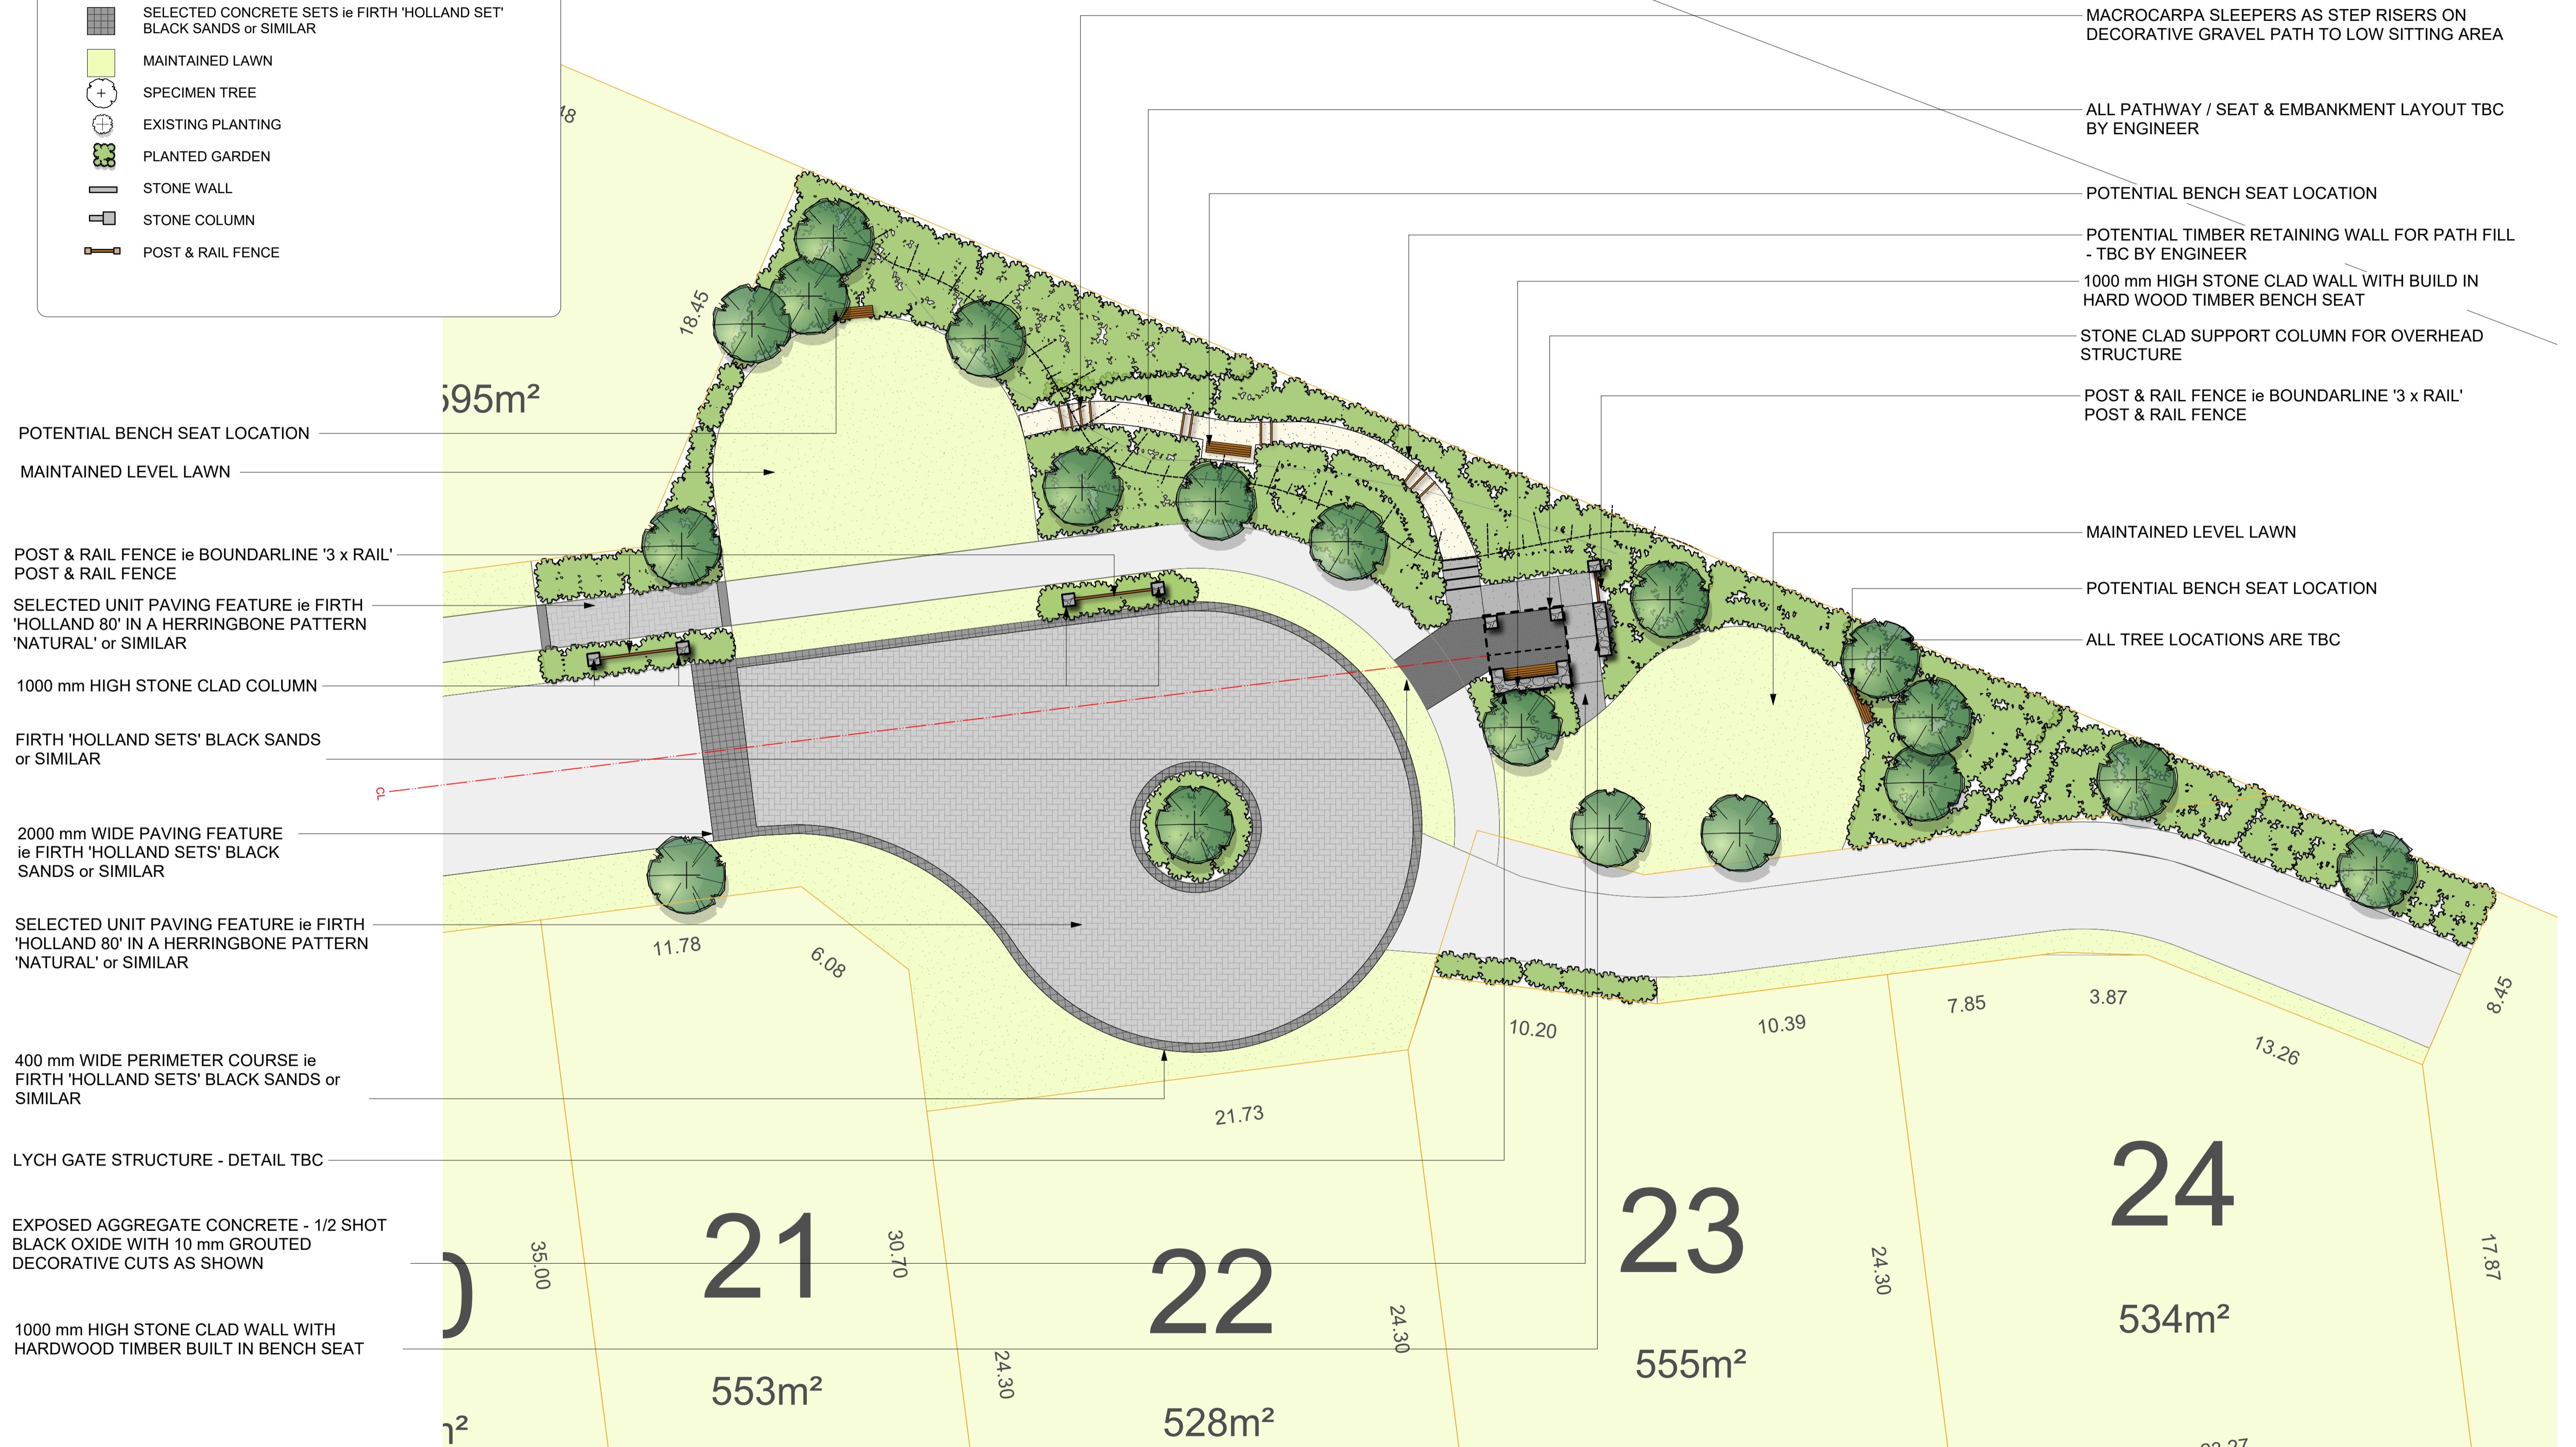 SELECTED CONCRETE SETS ie FIRTH 'HOLLAND SET'
BLACK SANDS or SIMILAR
MAINTAINED LAWN
SPECIMEN TREE
EXISTING PLANTING
PLANTED GARDEN
STONE WALL
STONE COLUMN
POST & RAIL FENCE
MACROCARPA SLEEPERS AS STEP RISERS ON
DECORATIVE GRAVEL PATH TO LOW SITTING AREA
ALL PATHWAY / SEAT & EMBANKMENT LAYOUT TBC
BY ENGINEER
POTENTIAL BENCH SEAT LOCATION
POTENTIAL TIMBER RETAINING WALL FOR PATH FILL
- TBC BY ENGINEER
1000 mm HIGH STONE CLAD WALL WITH BUILD IN
HARD WOOD TIMBER BENCH SEAT
STONE CLAD SUPPORT COLUMN FOR OVERHEAD
STRUCTURE
POST & RAIL FENCE ie BOUNDARLINE '3 x RAIL'
POST & RAIL FENCE
MAINTAINED LEVEL LAWN
POTENTIAL BENCH SEAT LOCATION
ALL TREE LOCATIONS ARE TBC
18.45
595m²
POTENTIAL BENCH SEAT LOCATION
MAINTAINED LEVEL LAWN
POST & RAIL FENCE ie BOUNDARLINE '3 x RAIL'
POST & RAIL FENCE
SELECTED UNIT PAVING FEATURE ie FIRTH
'HOLLAND 80' IN A HERRINGBONE PATTERN
'NATURAL' or SIMILAR
1000 mm HIGH STONE CLAD COLUMN
FIRTH 'HOLLAND SETS' BLACK SANDS
or SIMILAR
CL
2000 mm WIDE PAVING FEATURE
ie FIRTH 'HOLLAND SETS' BLACK
SANDS or SIMILAR
SELECTED UNIT PAVING FEATURE ie FIRTH
'HOLLAND 80' IN A HERRINGBONE PATTERN
'NATURAL' or SIMILAR
400 mm WIDE PERIMETER COURSE ie
FIRTH 'HOLLAND SETS' BLACK SANDS or
SIMILAR
LYCH GATE STRUCTURE - DETAIL TBC
EXPOSED AGGREGATE CONCRETE - 1/2 SHOT
BLACK OXIDE WITH 10 mm GROUTED
DECORATIVE CUTS AS SHOWN
1000 mm HIGH STONE CLAD WALL WITH
HARDWOOD TIMBER BUILT IN BENCH SEAT
11.78
6.08
21.73
10.20
10.39
7.85
3.87
13.26
8.45
35.00
21
553m²
30.70
24.30
22
528m²
24.30
23
555m²
24.30
24
534m²
17.87